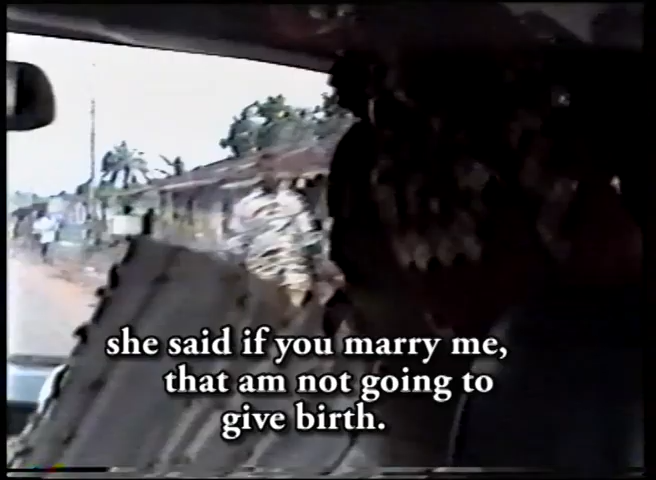 she said if you marry me,
that am not going to
give birth.